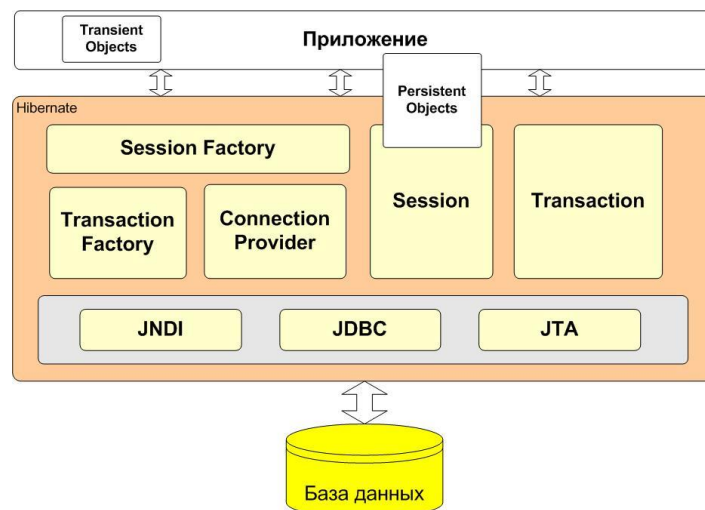 Transient
Objects
Приложение
Persistent
Objects
Hibernate
Session Factory
Transaction
Factory
Connection
Provider
Session
Transaction
JNDI
JDBC
JTA
База данных